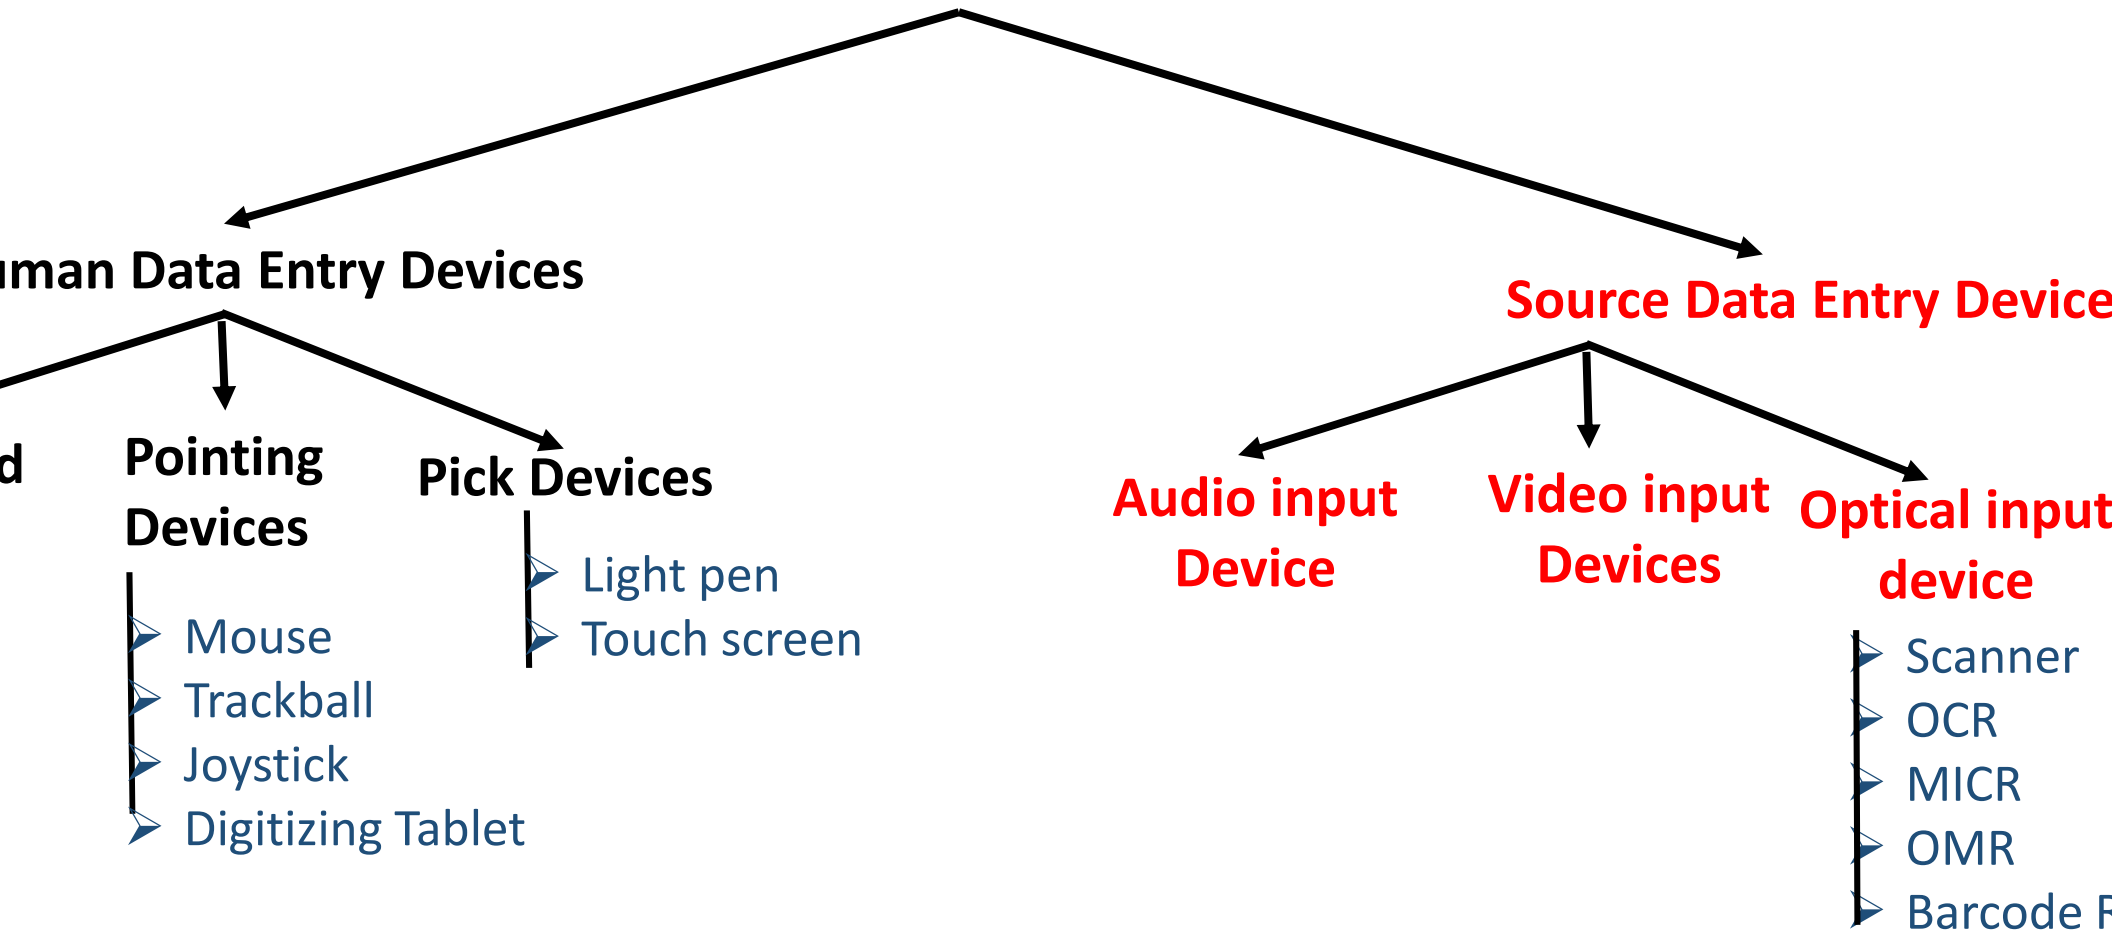 uman Data Entry Devices
Source Data Entry Device
d
Pointing
Devices
Pick Devices
Light pen
Touch screen
Mouse
Trackball
Joystick
Digitizing Tablet
Audio input
Device
Video input
Devices
Optical input
device
Scanner
OCR
MICR
OMR
Barcode R